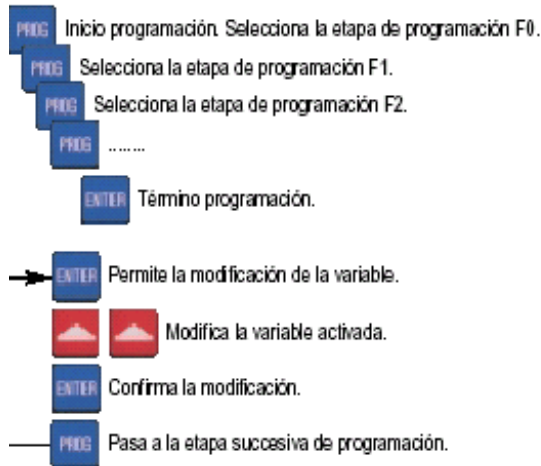 PROG Inicio programación. Selecciona la etapa de programación F0.
PROG Selecciona la etapa de programación F1.
PROG Selecciona la etapa de programación F2.
PROG ........
ENTER Término programación.
ENTER Permite la modificación de la variable.
Modifica la variable activada.
ENTER Confirma la modificación.
PROG Pasa a la etapa succesiva de programación.